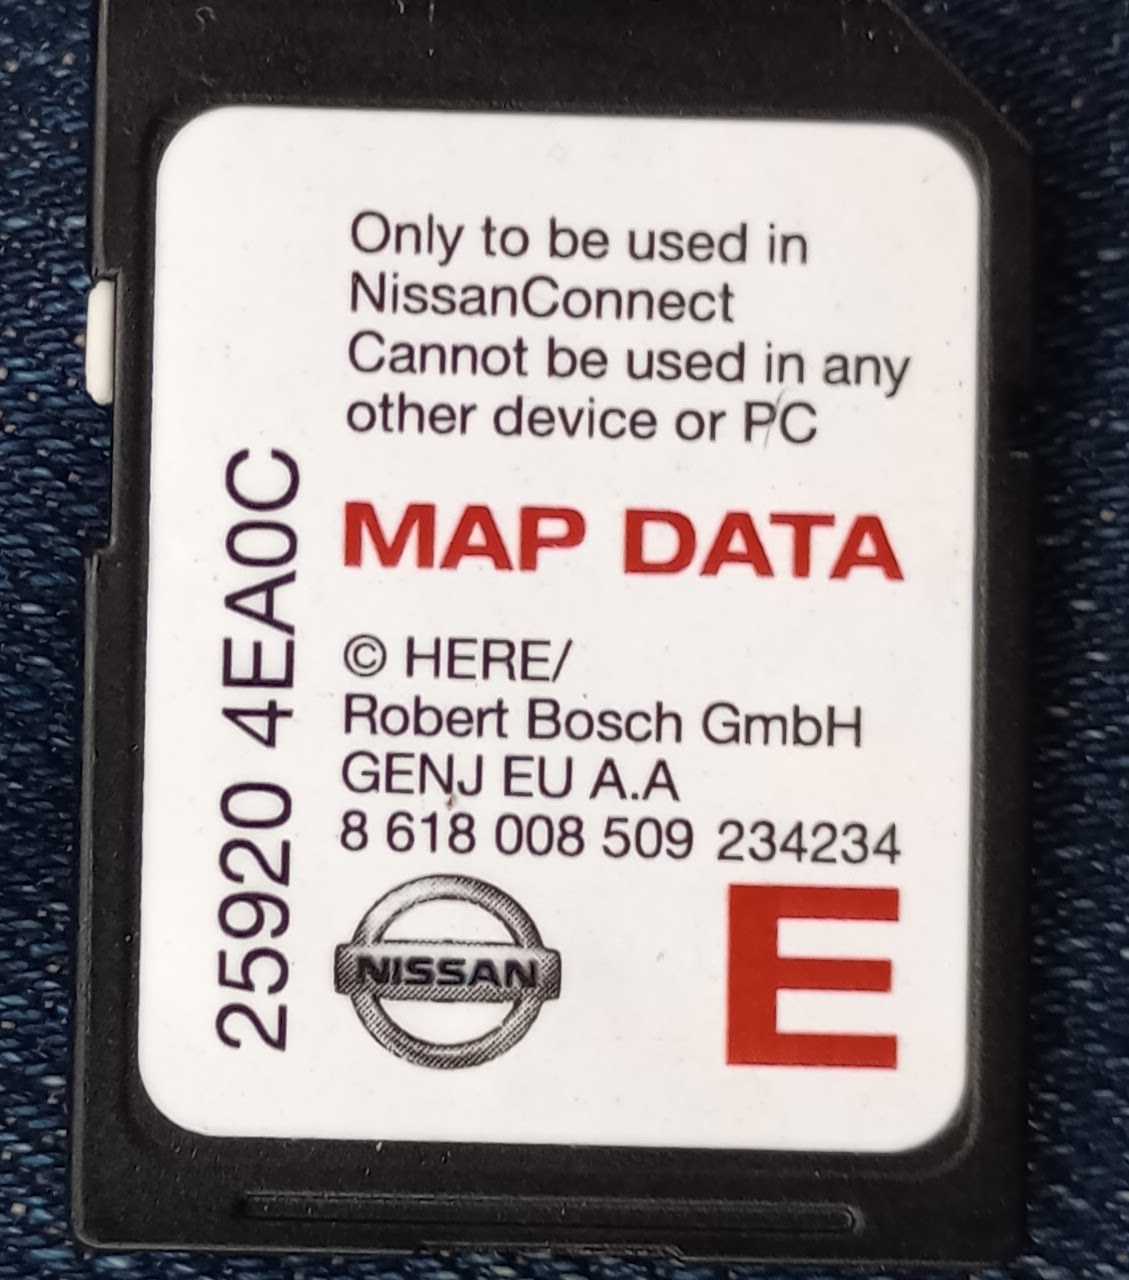 Only to be used in
NissanConnect
Cannot be used in any
other device or PC
MAP DATA
© HERE/
Robert Bosch GmbH
GENJ EU A.A
8 618 008 509 234234
NISSAN
E
25920 4EA0C